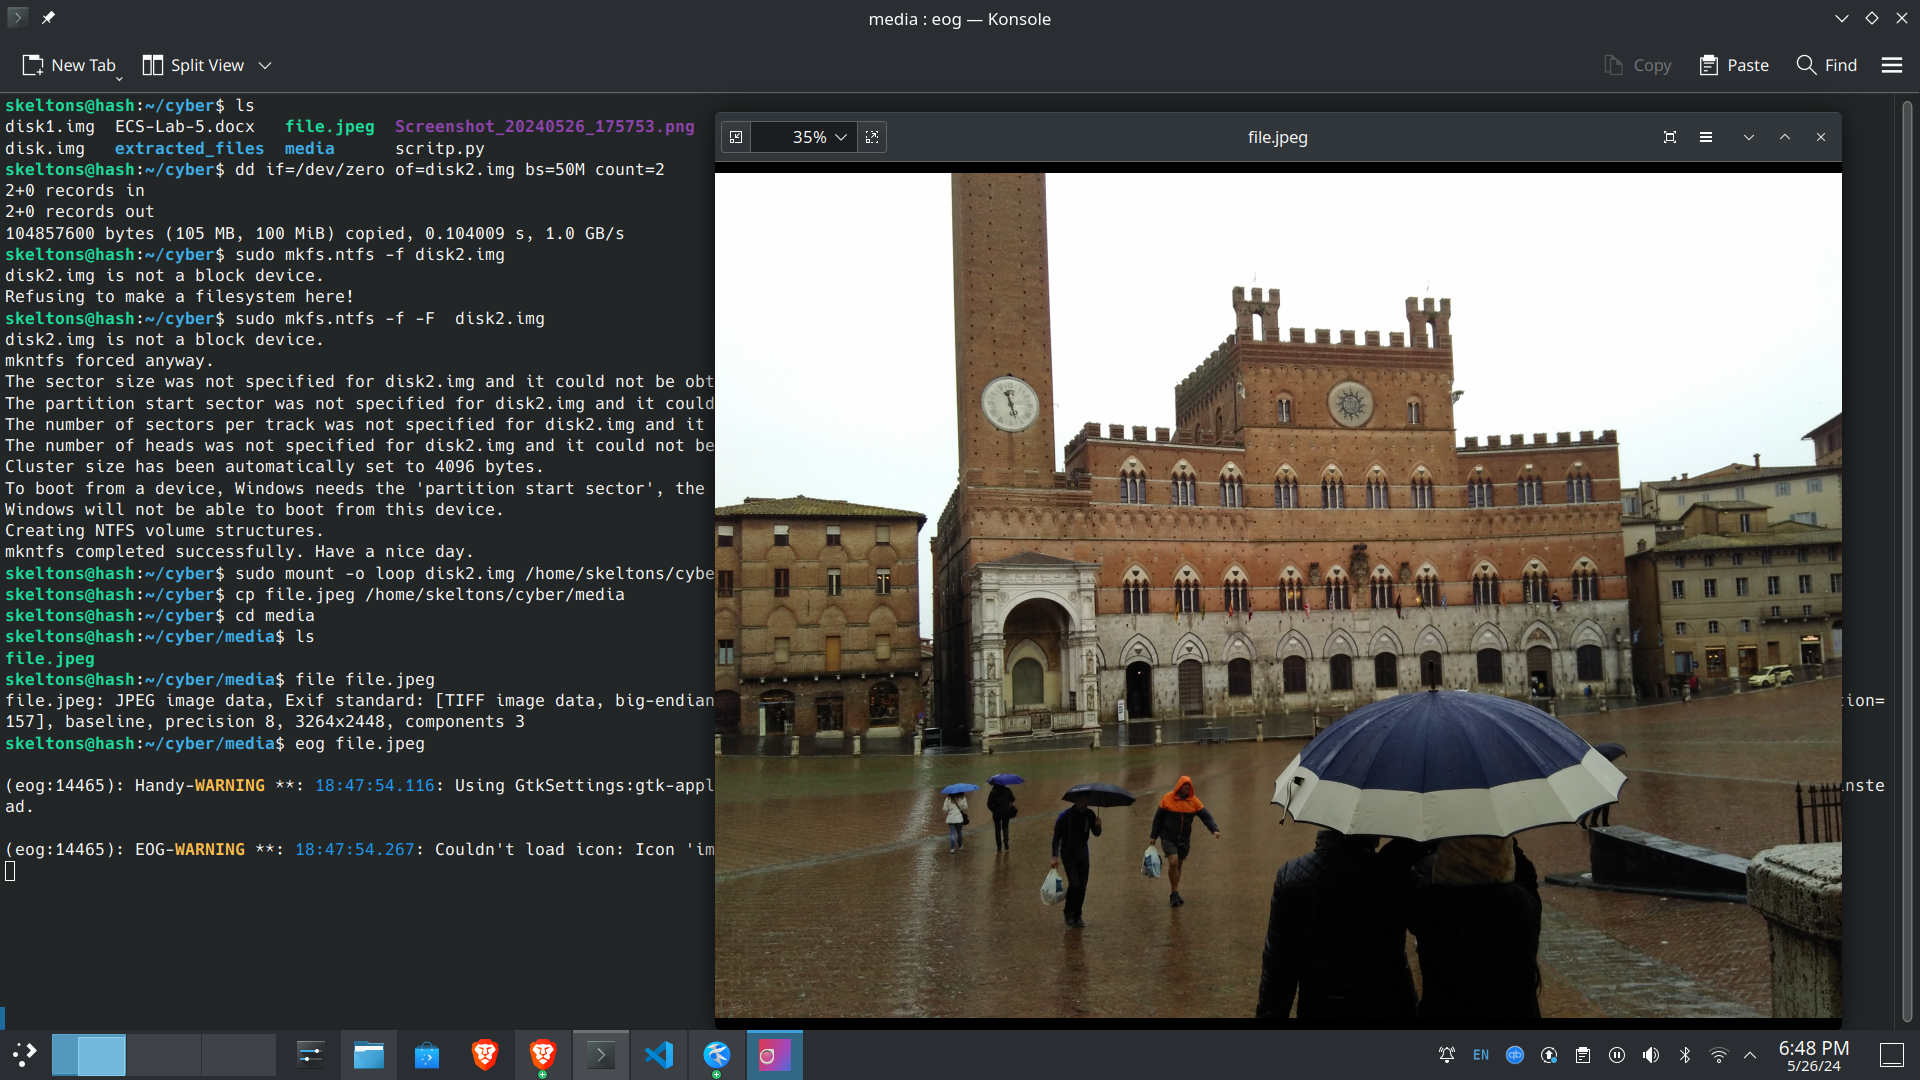 media : eog — Konsole
New Tab
Split View
Copy
Paste
Find
skeltons@hash:~/cyber$ ls
disk1.img  ECS-Lab-5.docx   file.jpeg  Screenshot_20240526_175753.png
disk.img   extracted_files  media      scritp.py
skeltons@hash:~/cyber$ dd if=/dev/zero of=disk2.img bs=50M count=2
2+0 records in
2+0 records out
104857600 bytes (105 MB, 100 MiB) copied, 0.104009 s, 1.0 GB/s
skeltons@hash:~/cyber$ sudo mkfs.ntfs -f disk2.img
disk2.img is not a block device.
Refusing to make a filesystem here!
skeltons@hash:~/cyber$ sudo mkfs.ntfs -f -F  disk2.img
disk2.img is not a block device.
mkntfs forced anyway.
The sector size was not specified for disk2.img and it could not be obt
The partition start sector was not specified for disk2.img and it could
The number of sectors per track was not specified for disk2.img and it
The number of heads was not specified for disk2.img and it could not be
Cluster size has been automatically set to 4096 bytes.
To boot from a device, Windows needs the 'partition start sector', the
Windows will not be able to boot from this device.
Creating NTFS volume structures.
mkntfs completed successfully. Have a nice day.
skeltons@hash:~/cyber$ sudo mount -o loop disk2.img /home/skeltons/cybe
skeltons@hash:~/cyber$ cp file.jpeg /home/skeltons/cyber/media
skeltons@hash:~/cyber$ cd media
skeltons@hash:~/cyber/media$ ls
file.jpeg
skeltons@hash:~/cyber/media$ file file.jpeg
file.jpeg: JPEG image data, Exif standard: [TIFF image data, big-endian
tion=
157], baseline, precision 8, 3264x2448, components 3
skeltons@hash:~/cyber/media$ eog file.jpeg
(eog:14465): Handy-WARNING **: 18:47:54.116: Using GtkSettings:gtk-appl
inste
ad.
(eog:14465): EOG-WARNING **: 18:47:54.267: Couldn't load icon: Icon 'im
35%
file.jpeg
EN
qb
6:48 PM
5/26/24